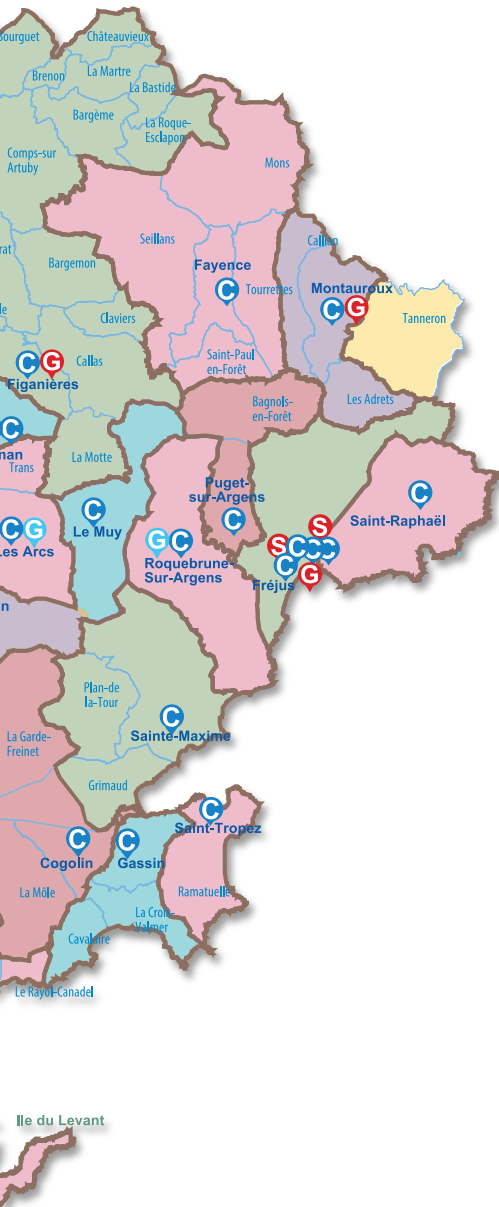 Bourguet
Châteauvieux
Brenon
La Martre
La Bastide
Bargème
La Roque-
Esclapon
Comps-sur
Artuby
Mons
Seillans
Callian
rat
Bargemon
Fayence
C
Tourrettes
Montauroux
C G
Tanneron
le
Claviers
Saint-Paul
en-Forêt
C G
Callas
Figanières
Les Adrets
Bagnols-
en-Forêt
C
nan
Trans
La Motte
Puget-
sur-Argens
C
C
Saint-Raphaël
C
Le Muy
C G
Les Arcs
G C
Roquebrune-
Sur-Argens
S
S C C C
C
G
Fréjus
n
Plan-de
la-Tour
C
Sainte-Maxime
La Garde-
Freinet
Grimaud
C
Saint-Tropez
C
Cogolin
C
Gassin
La Môle
Ramatuelle
La Croix-
Valmer
Cavalaire
Le Rayol-Canadel
Ile du Levant